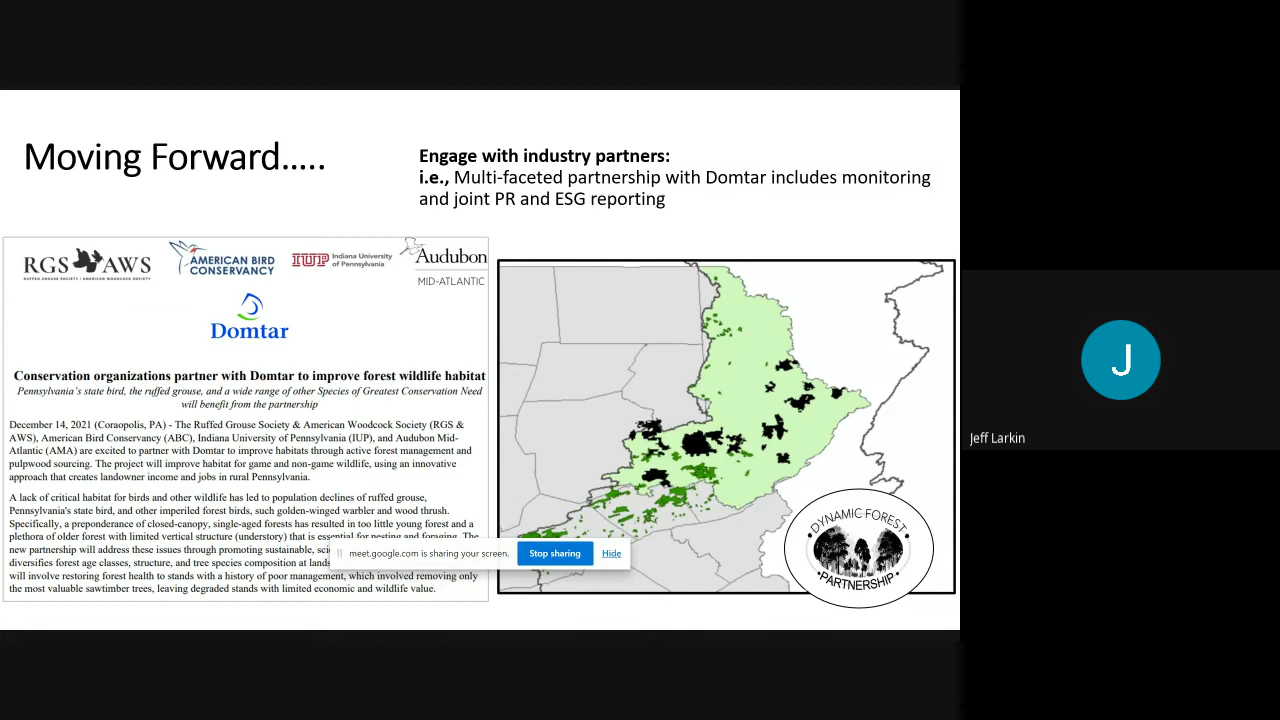 Moving Forward.....
Engage with industry partners:
i.e., Multi-faceted partnership with Domtar includes monitoring
and joint PR and ESG reporting
RGS AWS
RUFFED GROUSE SOCIETY | AMERICAN WOODCOCK SOCIETY
AMERICAN BIRD
CONSERVANCY
IUP Indiana University
of Pennsylvania
Audubon
MID-ATLANTIC
Domtar
Conservation organizations partner with Domtar to improve forest wildlife habitat
Pennsylvania's state bird, the ruffed grouse, and a wide range of other Species of Greatest Conservation Need
will benefit from the partnership
December 14, 2021 (Coraopolis, PA) - The Ruffed Grouse Society & American Woodcock Society (RGS &
AWS), American Bird Conservancy (ABC), Indiana University of Pennsylvania (IUP), and Audubon Mid-
Atlantic (AMA) are excited to partner with Domtar to improve habitats through active forest management and
pulpwood sourcing. The project will improve habitat for game and non-game wildlife, using an innovative
approach that creates landowner income and jobs in rural Pennsylvania.
A lack of critical habitat for birds and other wildlife has led to population declines of ruffed grouse,
Pennsylvania's state bird, and other imperiled forest birds, such golden-winged warbler and wood thrush.
Specifically, a preponderance of closed-canopy, single-aged forests has resulted in too little young forest and a
plethora of older forest with limited vertical structure (understory) that is essential for nesting and foraging. The
new partnership will address these issues through promoting sustainable, sci
diversifies forest age classes, structure, and tree species composition at lands
will involve restoring forest health to stands with a history of poor management, which involved removing only
the most valuable sawtimber trees, leaving degraded stands with limited economic and wildlife value.
meet.google.com is sharing your screen.
Stop sharing
Hide
DYNAMIC FOREST
PARTNERSHIP
J
Jeff Larkin